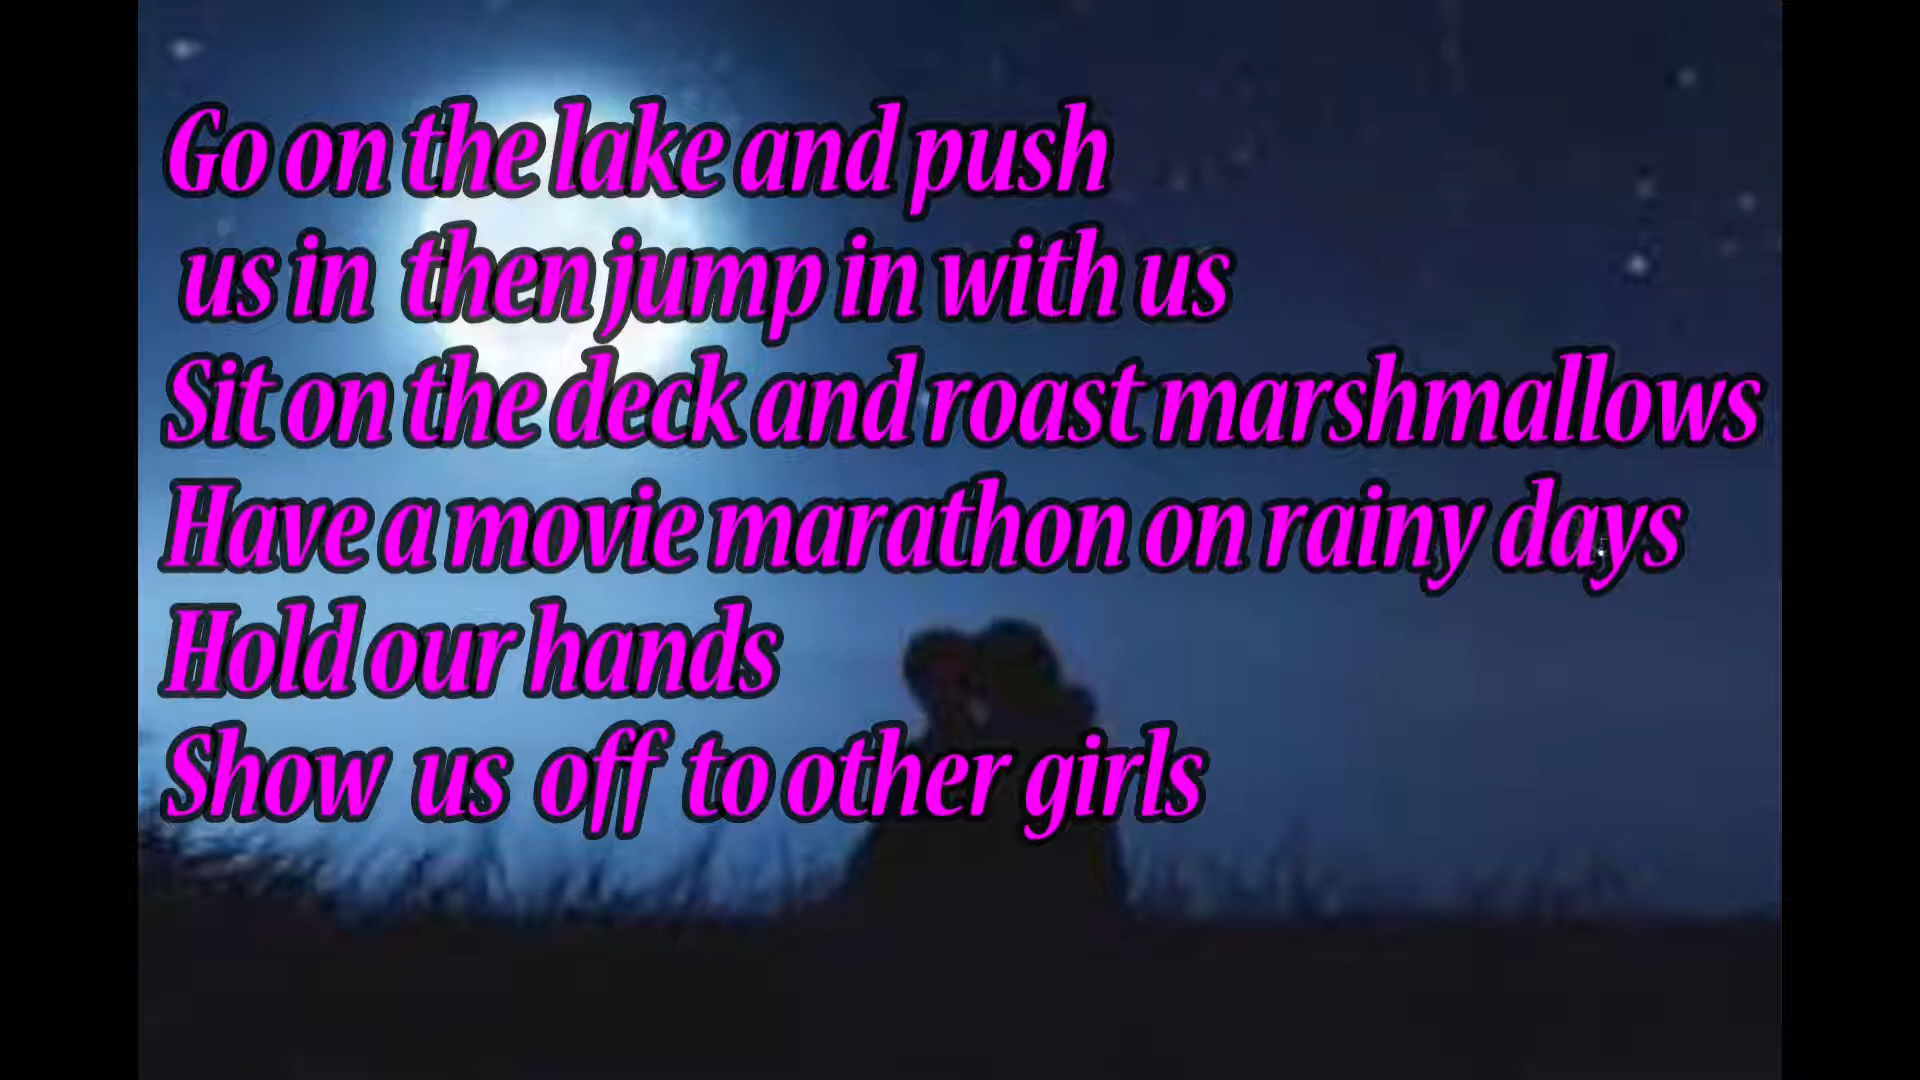 Go on the lake and push
us in then jump in with us
Sit on the deck and roast marshmallows
Have a movie marathon on rainy days
Hold our hands
Show us off to other girls